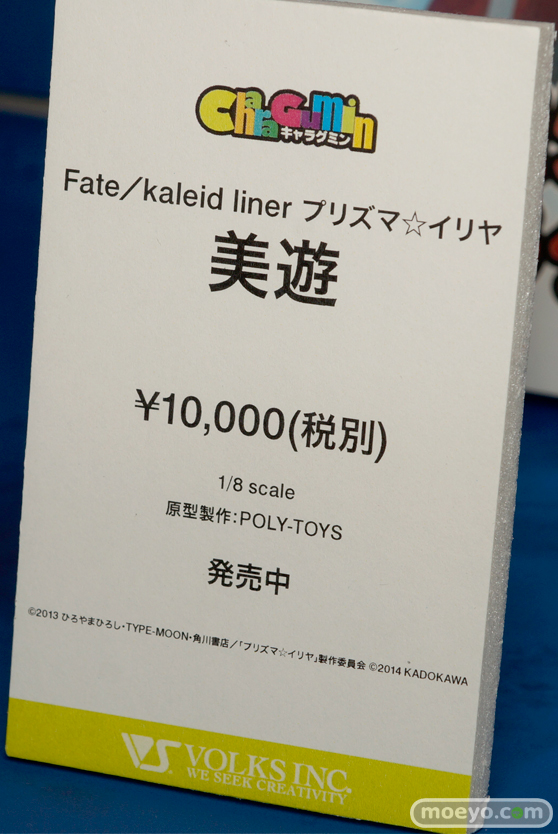 CharaGumin
キャラグミン
Fate／kaleid liner プリズマ☆イリヤ
美遊
¥10,000(税別)
1/8 scale
原型製作：POLY-TOYS
発売中
©2013 ひろやまひろし・TYPE-MOON・角川書店／「プリズマ☆イリヤ」製作委員会 ©2014 KADOKAWA
VS VOLKS INC.
WE SEEK CREATIVITY
moeyo.com